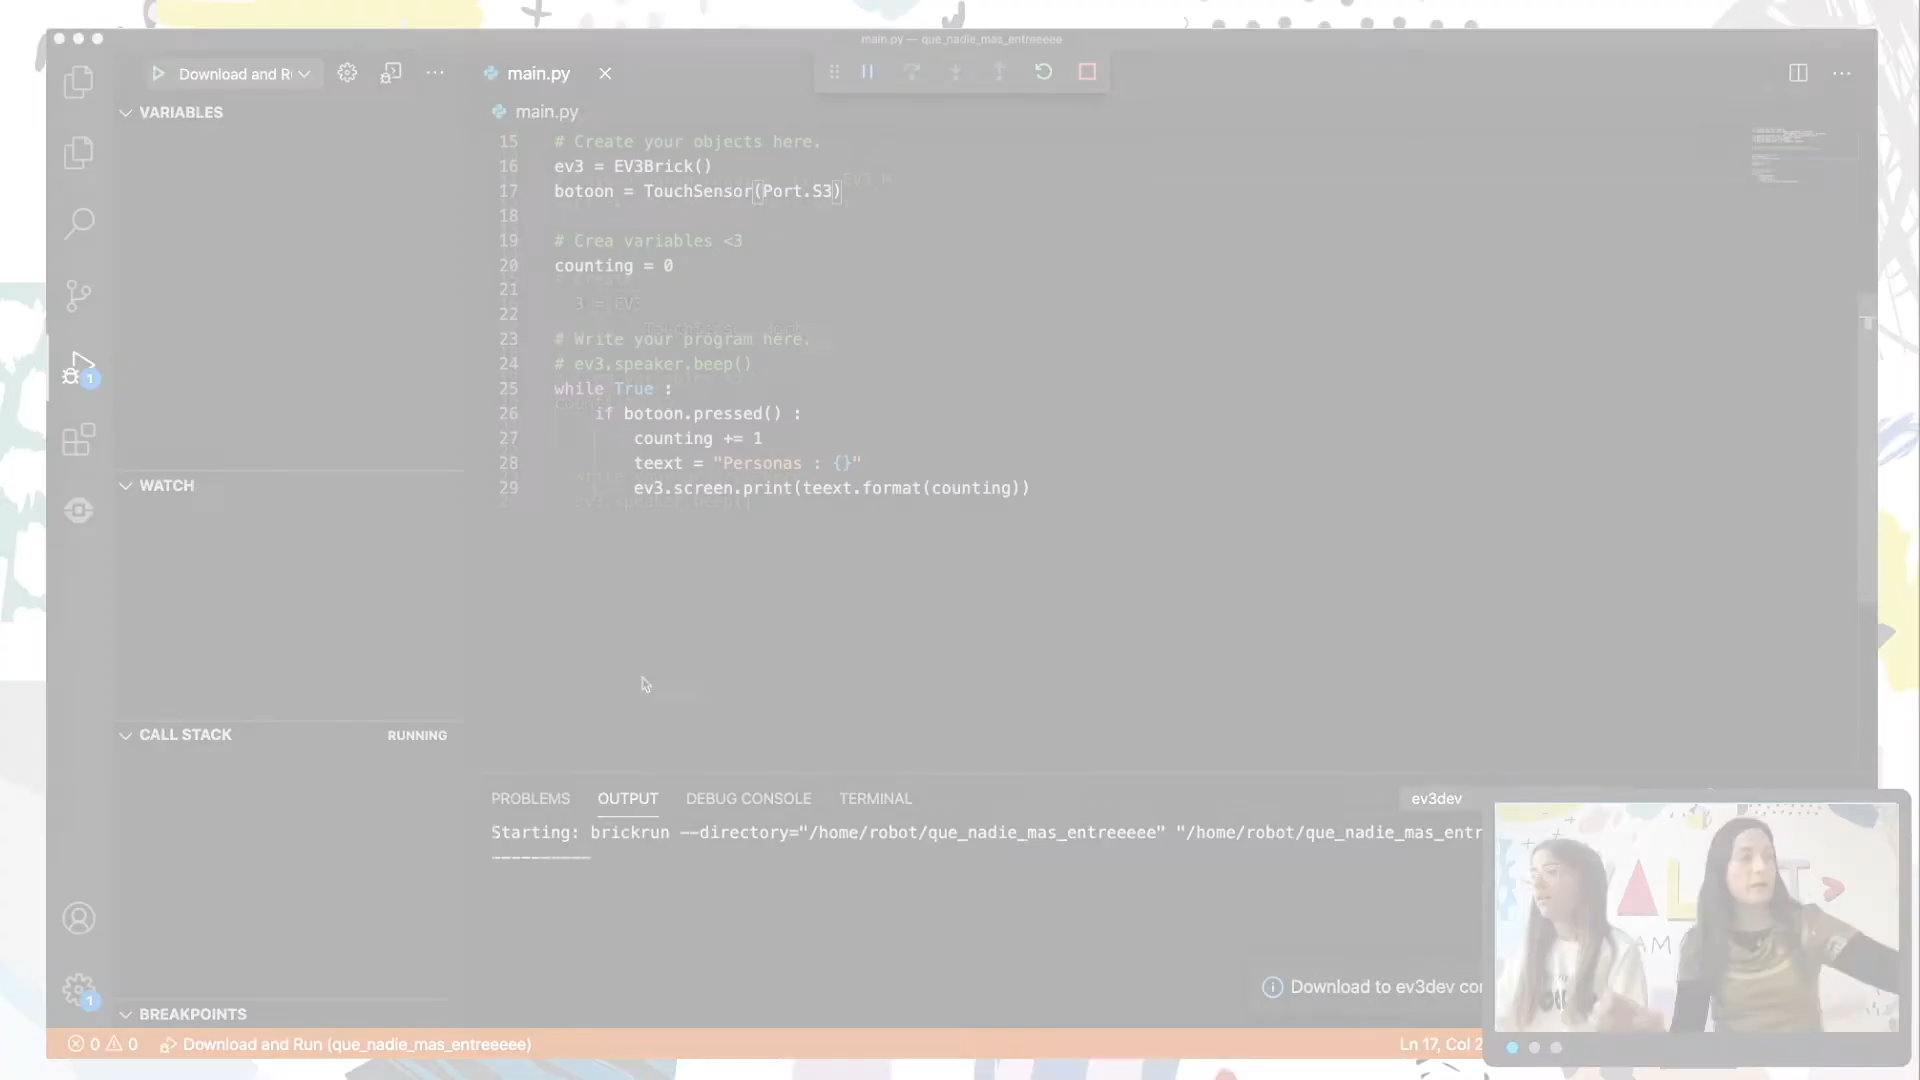 main.py — que_nadie_mas_entreeeee
Download and R
main.py
VARIABLES
main.py
15 # Create your objects here.
16 ev3 = EV3Brick()
17 botoon = TouchSensor(Port.S3)
18
19 # Crea variables <3
20 counting = 0
21
22
23 # Write your program here.
24 # ev3.speaker.beep()
25 while True :
26 if botoon.pressed() :
27 counting += 1
28 teext = "Personas : {}"
29 ev3.screen.print(teext.format(counting))
1
WATCH
CALL STACK RUNNING
PROBLEMS OUTPUT DEBUG CONSOLE TERMINAL ev3dev
Starting: brickrun --directory="/home/robot/que_nadie_mas_entreeeee" "/home/robot/que_nadie_mas_entr
----------
Download to ev3dev
1
BREAKPOINTS
0 0 Download and Run (que_nadie_mas_entreeeee)
Ln 17, Col 2